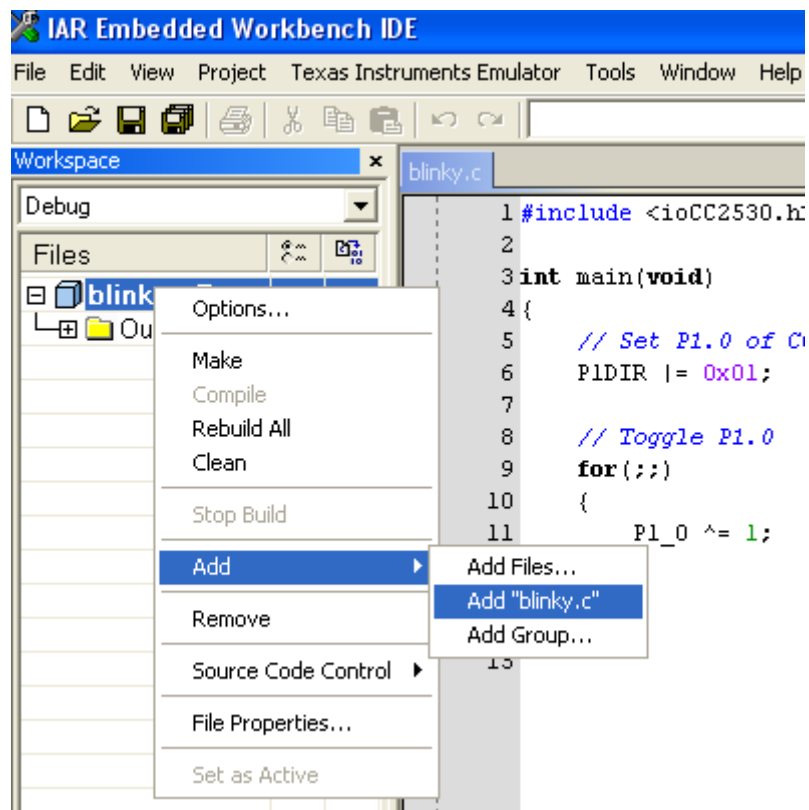 IAR Embedded Workbench IDE
File Edit View Project Texas Instruments Emulator Tools Window Help
Workspace
blinky.c
Debug
Files
blink
Ou
Options...
Make
Compile
Rebuild All
Clean
Stop Build
Add
Remove
Source Code Control
File Properties...
Set as Active
Add Files...
Add "blinky.c"
Add Group...
1 #include <ioCC2530.h
2
3 int main(void)
4 {
5 // Set P1.0 of C
6 P1DIR |= 0x01;
7
8 // Toggle P1.0
9 for(;;)
10 {
11 P1_0 ^= 1;
13